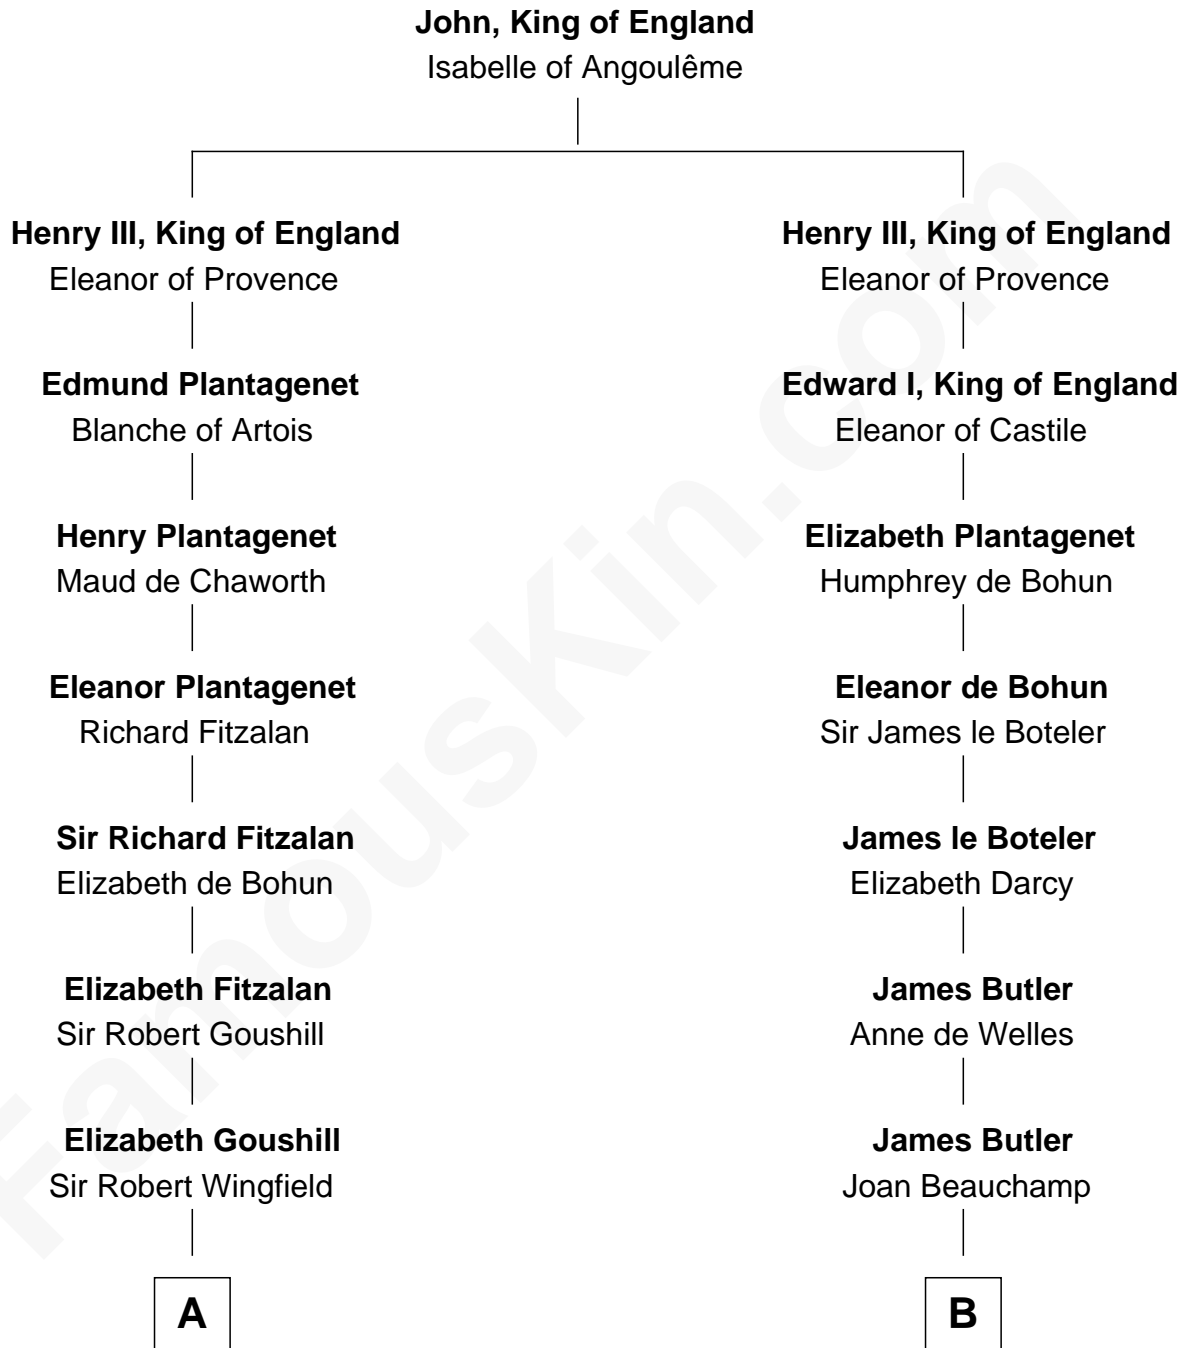 John, King of England
Isabelle of Angoulême
Henry III, King of England
Eleanor of Provence
Edmund Plantagenet
Blanche of Artois
Henry Plantagenet
Maud de Chaworth
Eleanor Plantagenet
Richard Fitzalan
Sir Richard Fitzalan
Elizabeth de Bohun
Elizabeth Fitzalan
Sir Robert Goushill
Elizabeth Goushill
Sir Robert Wingfield
A
Henry III, King of England
Eleanor of Provence
Edward I, King of England
Eleanor of Castile
Elizabeth Plantagenet
Humphrey de Bohun
Eleanor de Bohun
Sir James le Boteler
James le Boteler
Elizabeth Darcy
James Butler
Anne de Welles
James Butler
Joan Beauchamp
B
FamousKin.com